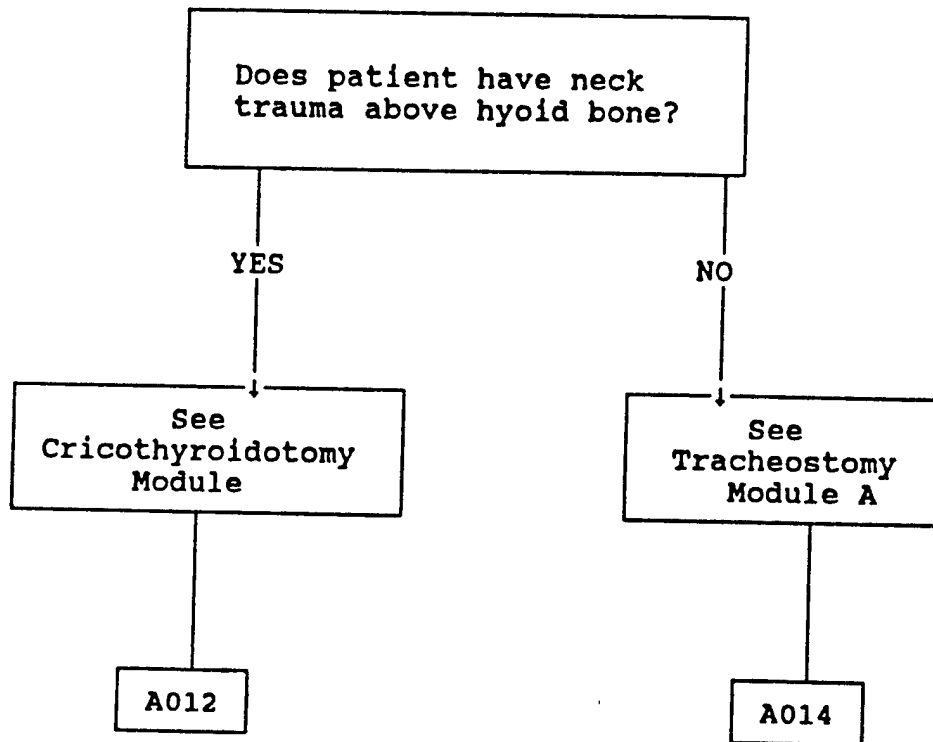 Does patient have neck
trauma above hyoid bone?
YES
NO
See
Cricothyroidotomy
Module
See
Tracheostomy
Module A
A012
A014